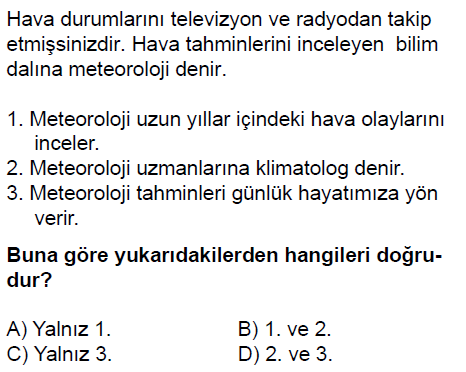 Hava durumlarını televizyon ve radyodan takip
etmişsinizdir. Hava tahminlerini inceleyen bilim
dalına meteoroloji denir.
1. Meteoroloji uzun yıllar içindeki hava olaylarını
inceler.
2. Meteoroloji uzmanlarına klimatolog denir.
3. Meteoroloji tahminleri günlük hayatımıza yön
verir.
Buna göre yukarıdakilerden hangileri doğru-
dur?
A) Yalnız 1. B) 1. ve 2.
C) Yalnız 3. D) 2. ve 3.